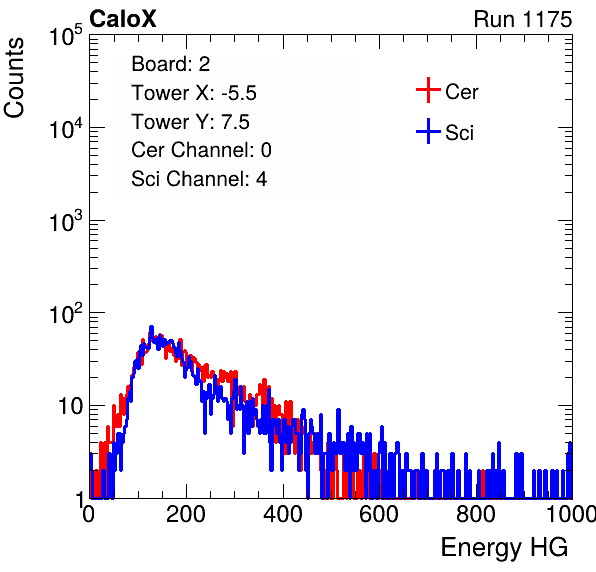 CaloX
Run 1175
Counts
10^5
10^4
10^3
10^2
10
1
Board: 2
Tower X: -5.5
Tower Y: 7.5
Cer Channel: 0
Sci Channel: 4
Cer
Sci
0 200 400 600 800 1000
Energy HG